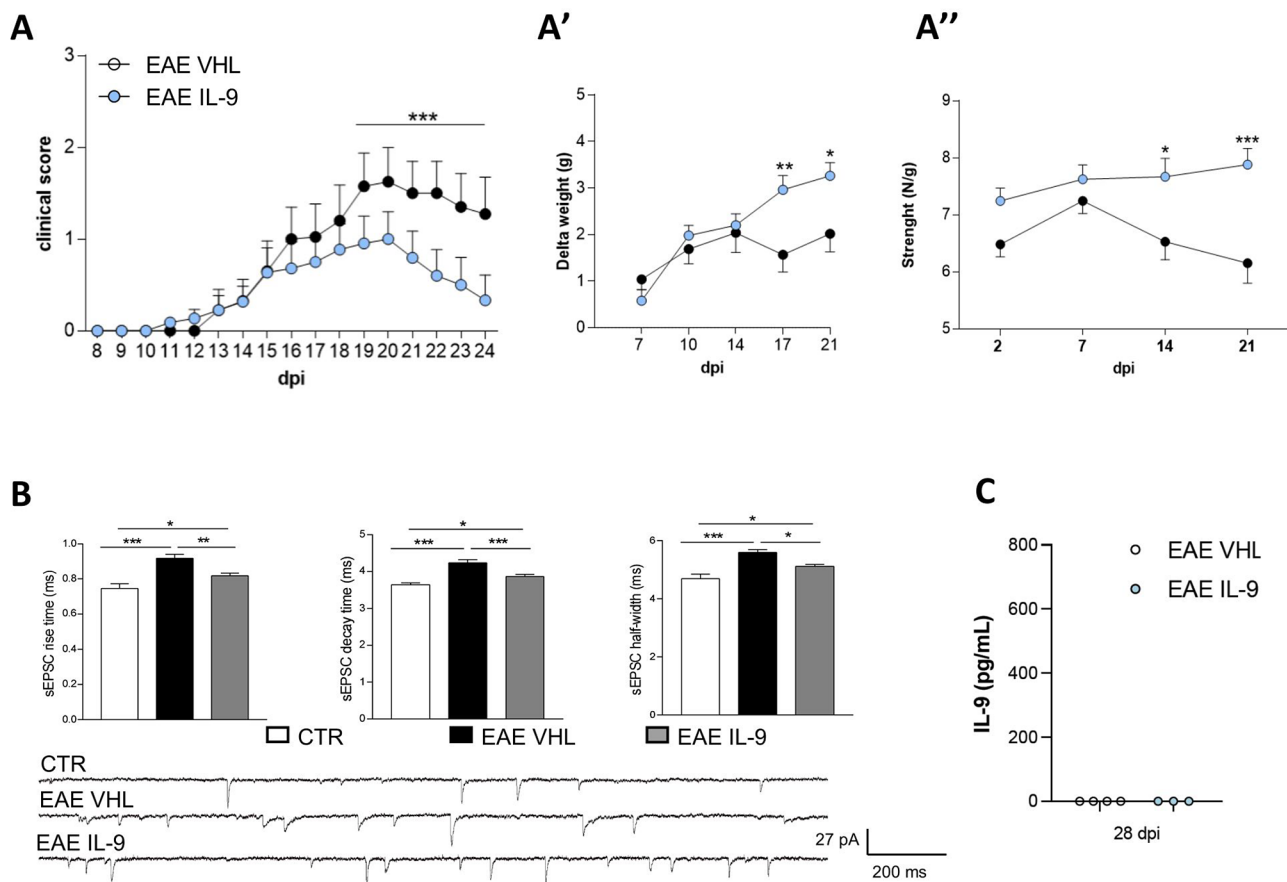 A
3
2
1
0
clinical score
EAE VHL
EAE IL-9
***
8 9 10 11 12 13 14 15 16 17 18 19 20 21 22 23 24
dpi
A'
5
4
3
2
1
0
Delta weight (g)
** *
7 10 14 17 21
dpi
A''
9
8
7
6
5
Strenght (N/g)
* ***
2 7 14 21
dpi
B
1.0
0.8
0.6
0.4
0.2
0.0
sEPSC rise time (ms)
*
*** **
5
4
3
2
1
0
sEPSC decay time (ms)
*
*** ***
6
4
2
0
sEPSC half-width (ms)
*
*** *
CTR EAE VHL EAE IL-9
CTR
EAE VHL
EAE IL-9
27 pA
200 ms
C
800
600
400
200
0
IL-9 (pg/mL)
EAE VHL
EAE IL-9
28 dpi